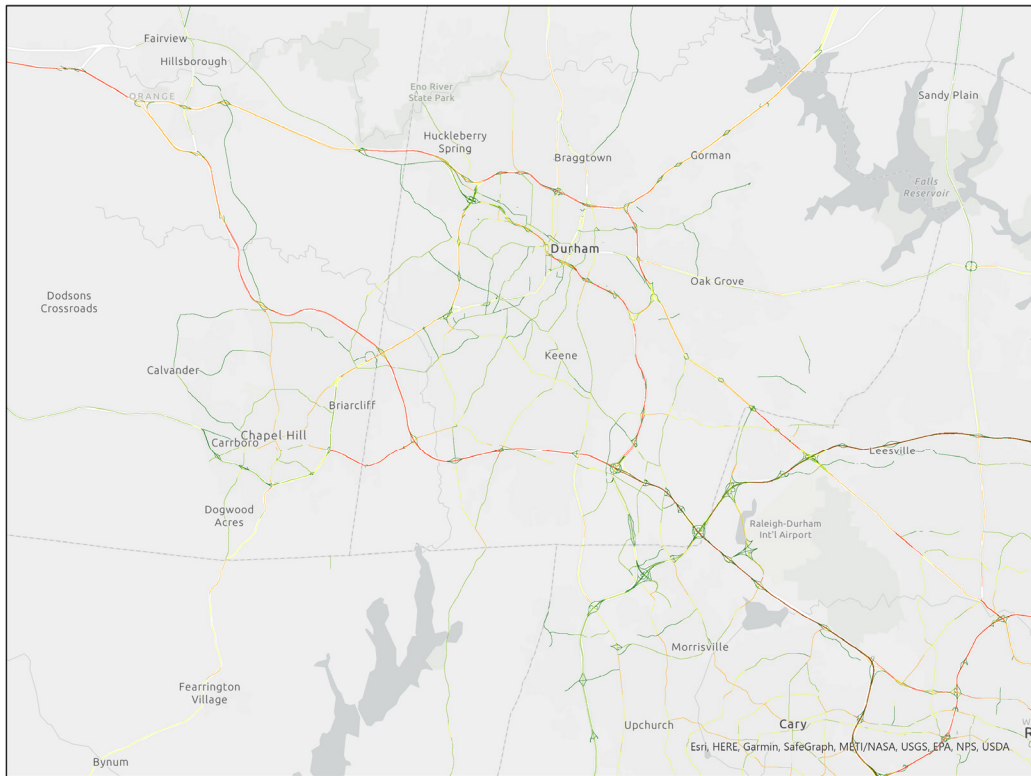 Fairview
Hillsborough
ORANGE
Eno River
State Park
Sandy Plain
Huckleberry
Spring
Braggtown
Gorman
Falls
Reservoir
Durham
Oak Grove
Dodsons
Crossroads
Keene
Calvander
Briarcliff
Chapel Hill
Carrboro
Leesville
Dogwood
Acres
Raleigh-Durham
Int'l Airport
Morrisville
Fearrington
Village
Upchurch
Cary
W
R
Esri, HERE, Garmin, SafeGraph, METI/NASA, USGS, EPA, NPS, USDA
Bynum